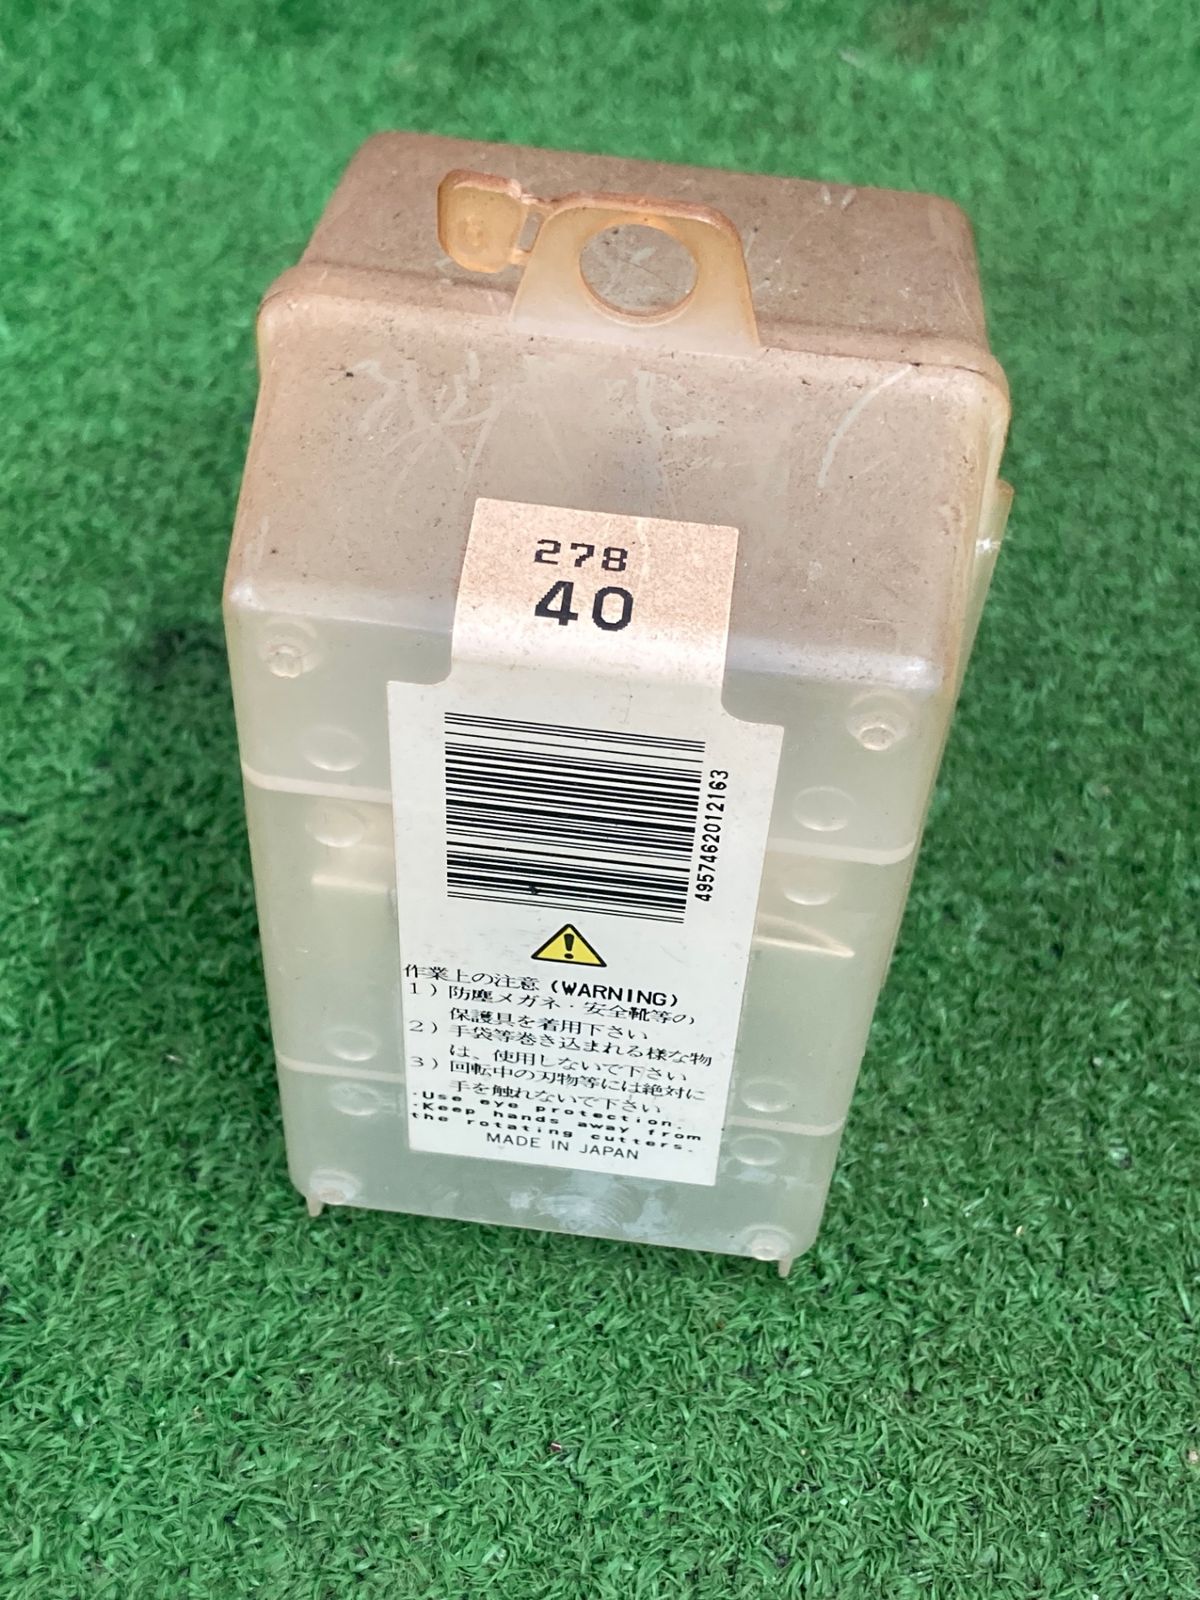 278
40
4957462012163
作業上の注意 (WARNING)
1) 防塵メガネ・安全靴等の
保護具を着用下さい
2) 手袋等巻き込まれる様な物
は、使用しないで下さい
3) 回転中の刃物等には絶対に
手を触れないで下さい
·Use eye protection.
·Keep hands away from
the rotating cutters.
MADE IN JAPAN